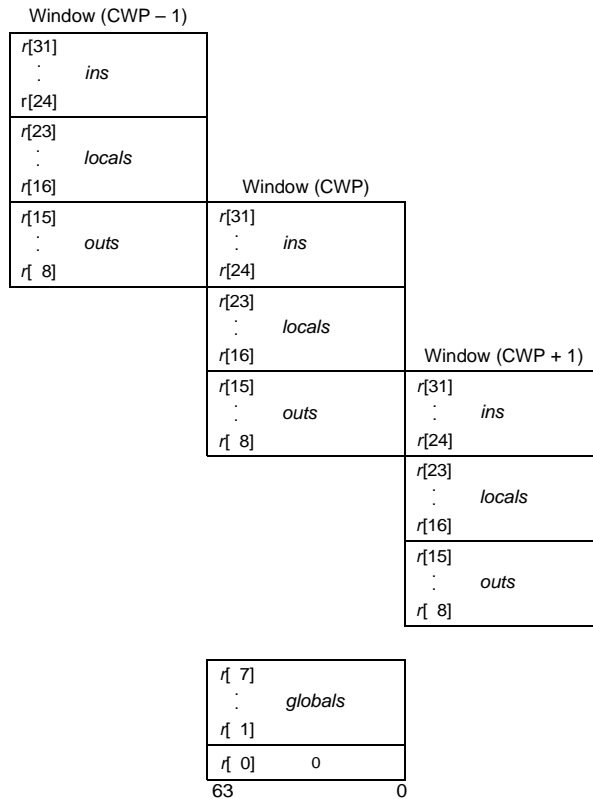 Window (CWP – 1)
r[31]
ins
r[24]
r[23]
locals
r[16]
r[15]
outs
r[ 8]
Window (CWP)
r[31]
ins
r[24]
r[23]
locals
r[16]
r[15]
outs
r[ 8]
Window (CWP + 1)
r[31]
ins
r[24]
r[23]
locals
r[16]
r[15]
outs
r[ 8]
r[ 7]
globals
r[ 1]
r[ 0] 0
63 0